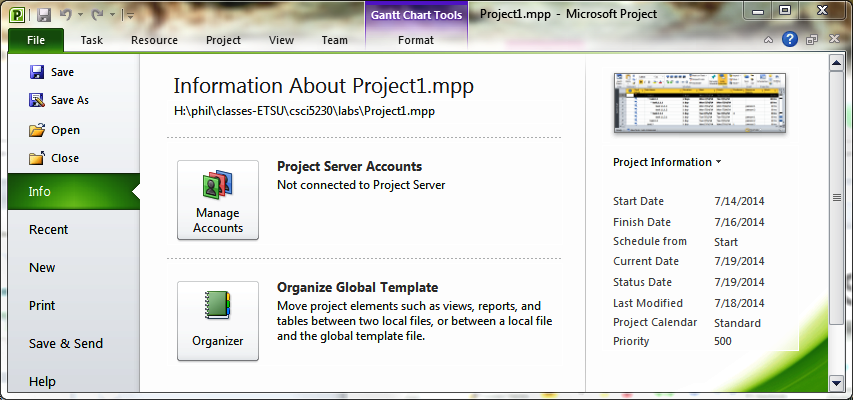 Gantt Chart Tools
Project1.mpp - Microsoft Project
File Task Resource Project View Team Format
Save
Save As
Open
Close
Info
Recent
New
Print
Save & Send
Help
Information About Project1.mpp
H:\phil\classes-ETSU\csci5230\labs\Project1.mpp
Manage
Accounts
Project Server Accounts
Not connected to Project Server
Organizer
Organize Global Template
Move project elements such as views, reports, and
tables between two local files, or between a local file
and the global template file.
Project Information
Start Date 7/14/2014
Finish Date 7/16/2014
Schedule from Start
Current Date 7/19/2014
Status Date 7/19/2014
Last Modified 7/18/2014
Project Calendar Standard
Priority 500